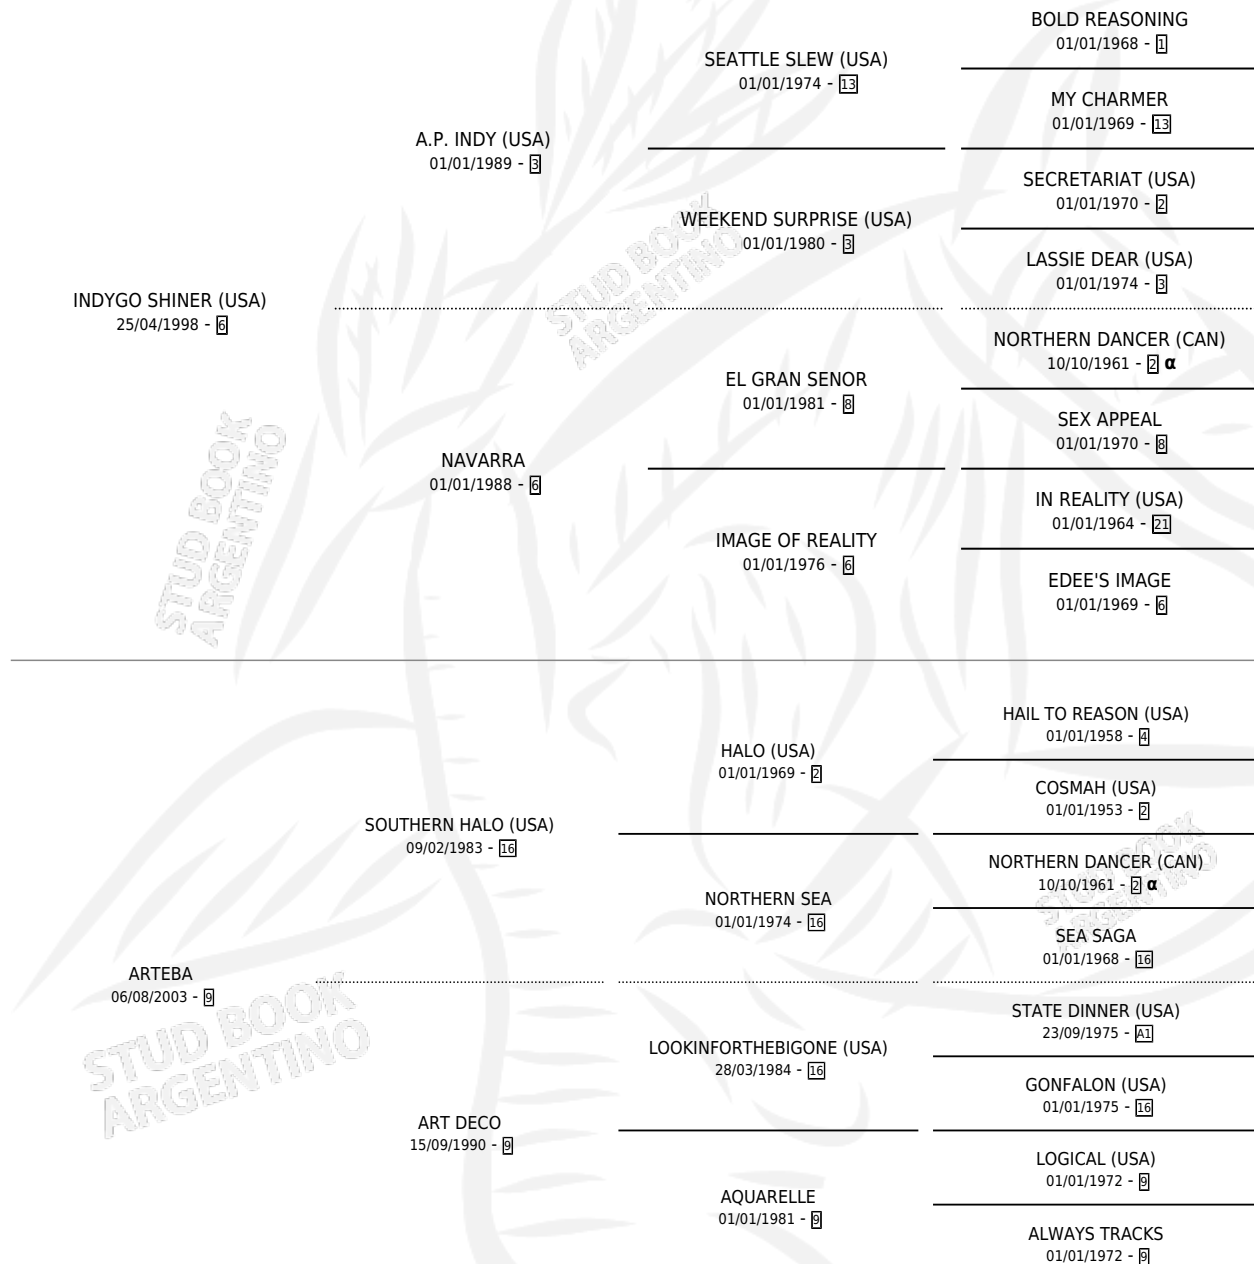 BOLD REASONING
01/01/1968 - 1
SEATTLE SLEW (USA)
01/01/1974 - 13
MY CHARMER
01/01/1969 - 13
A.P. INDY (USA)
01/01/1989 - 3
SECRETARIAT (USA)
01/01/1970 - 2
WEEKEND SURPRISE (USA)
01/01/1980 - 3
LASSIE DEAR (USA)
01/01/1974 - 3
INDYGO SHINER (USA)
25/04/1998 - 6
NORTHERN DANCER (CAN)
10/10/1961 - 2 α
EL GRAN SENOR
01/01/1981 - 8
SEX APPEAL
01/01/1970 - 8
NAVARRA
01/01/1988 - 6
IN REALITY (USA)
01/01/1964 - 21
IMAGE OF REALITY
01/01/1976 - 6
EDEE'S IMAGE
01/01/1969 - 6
HAIL TO REASON (USA)
01/01/1958 - 4
HALO (USA)
01/01/1969 - 2
COSMAH (USA)
01/01/1953 - 2
SOUTHERN HALO (USA)
09/02/1983 - 16
NORTHERN DANCER (CAN)
10/10/1961 - 2 α
NORTHERN SEA
01/01/1974 - 16
SEA SAGA
01/01/1968 - 16
ARTEBA
06/08/2003 - 9
STATE DINNER (USA)
23/09/1975 - A1
LOOKINFORTHEBIGONE (USA)
28/03/1984 - 16
GONFALON (USA)
01/01/1975 - 16
ART DECO
15/09/1990 - 9
LOGICAL (USA)
01/01/1972 - 9
AQUARELLE
01/01/1981 - 9
ALWAYS TRACKS
01/01/1972 - 9
STUD BOOK
ARGENTINO
STUD BOOK
ARGENTINO
STUD BOOK
ARGENTINO
STUD BOOK
ARGENTINO